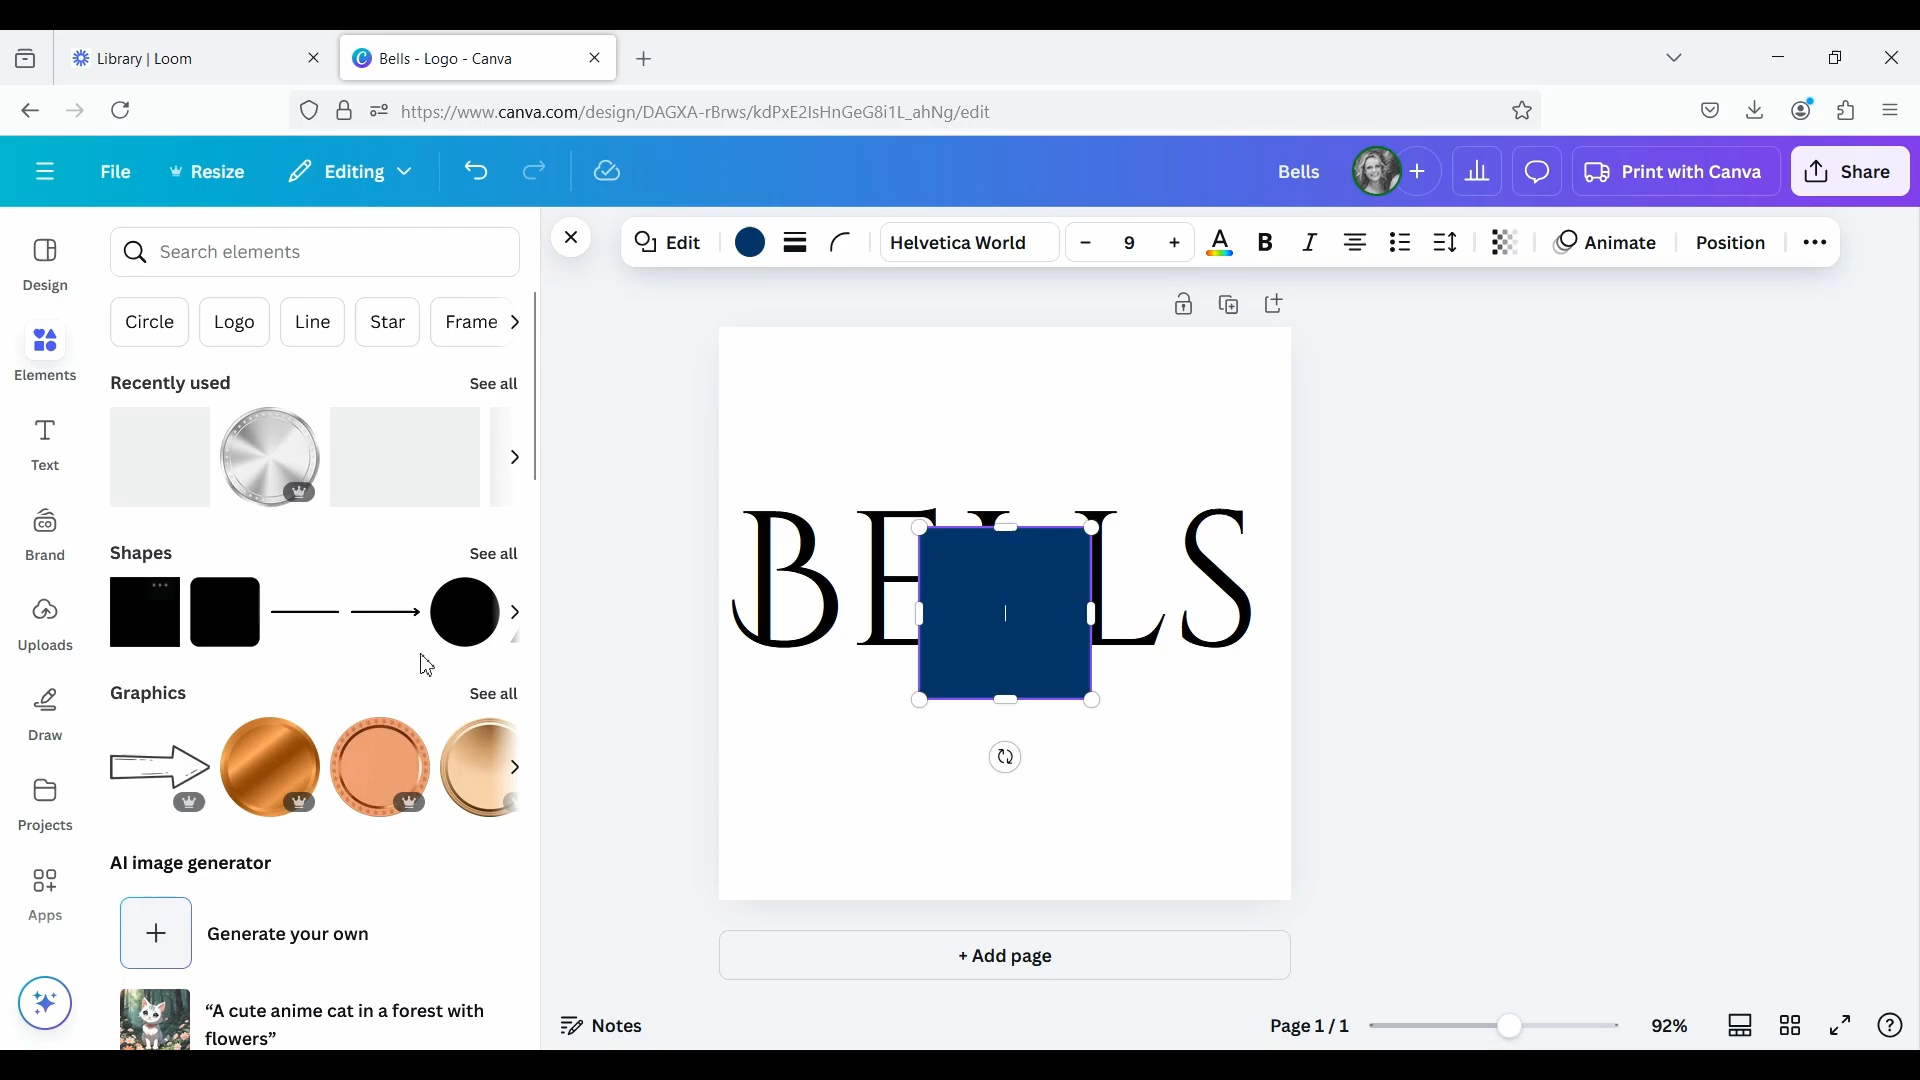 Library | Loom
Bells - Logo - Canva
https://www.canva.com/design/DAGXA-rBrws/kdPxE2IsHnGeG8i1L_ahNg/edit
File
Resize
Editing
Bells
Print with Canva
Share
Design
Elements
Text
Brand
Uploads
Draw
Projects
Apps
Search elements
Circle
Logo
Line
Star
Frame
Recently used
See all
Shapes
See all
Graphics
See all
AI image generator
Generate your own
“A cute anime cat in a forest with
flowers”
Edit
Helvetica World
- 9 +
A
B
I
Animate
Position
BELLS
+ Add page
Notes
Page 1 / 1
92%